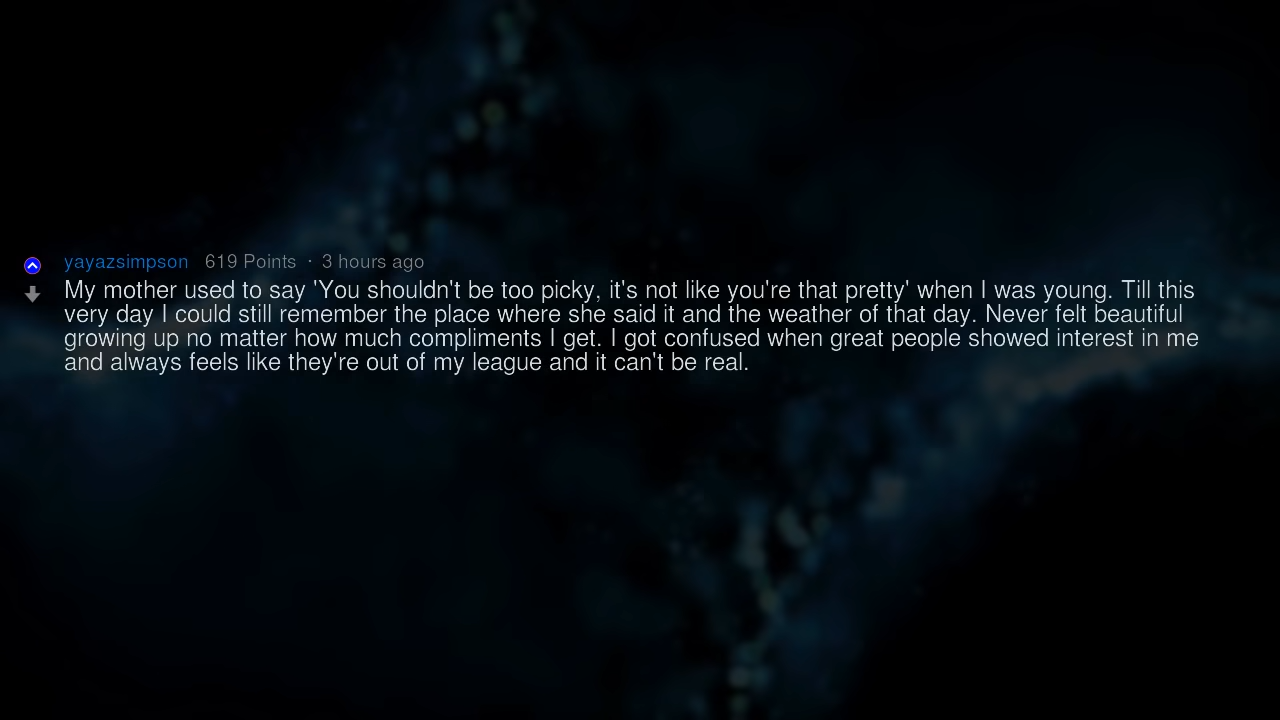 yayazsimpson 619 Points · 3 hours ago
My mother used to say 'You shouldn't be too picky, it's not like you're that pretty' when I was young. Till this
very day I could still remember the place where she said it and the weather of that day. Never felt beautiful
growing up no matter how much compliments I get. I got confused when great people showed interest in me
and always feels like they're out of my league and it can't be real.